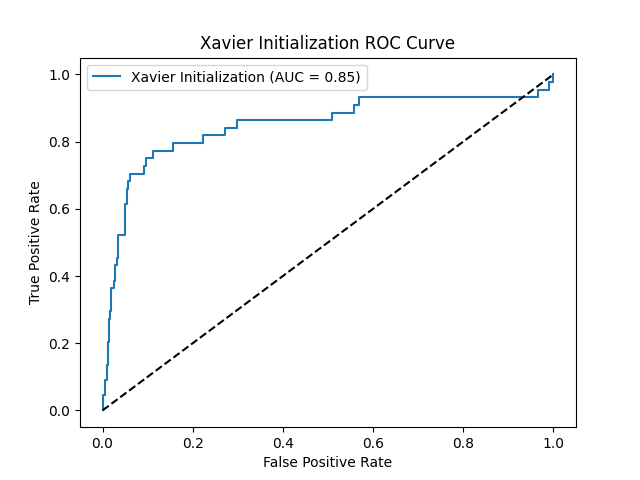 Xavier Initialization ROC Curve
Xavier Initialization (AUC = 0.85)
True Positive Rate
1.0
0.8
0.6
0.4
0.2
0.0
0.0 0.2 0.4 0.6 0.8 1.0
False Positive Rate